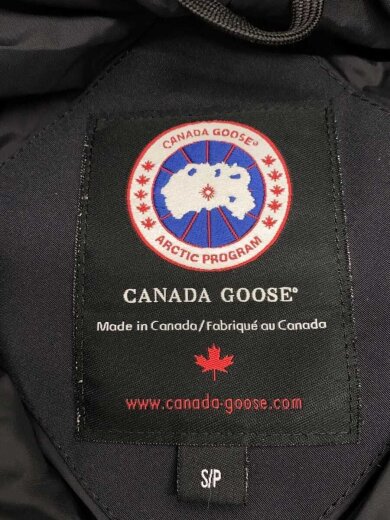 CANADA GOOSE®
ARCTIC PROGRAM
CANADA GOOSE®
Made in Canada/Fabriqué au Canada
www.canada-goose.com
S/P